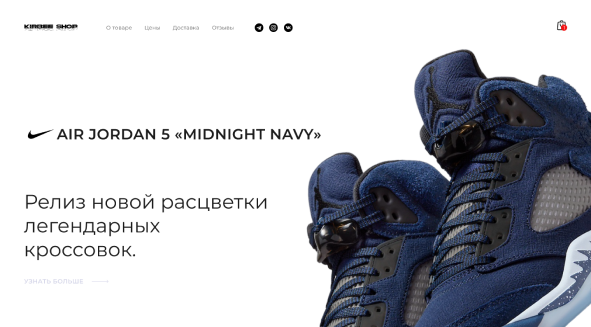 KIRBEE SHOP
О товаре Цены Доставка Отзывы
AIR JORDAN 5 «MIDNIGHT NAVY»
Релиз новой расцветки
легендарных
кроссовок.
УЗНАТЬ БОЛЬШЕ